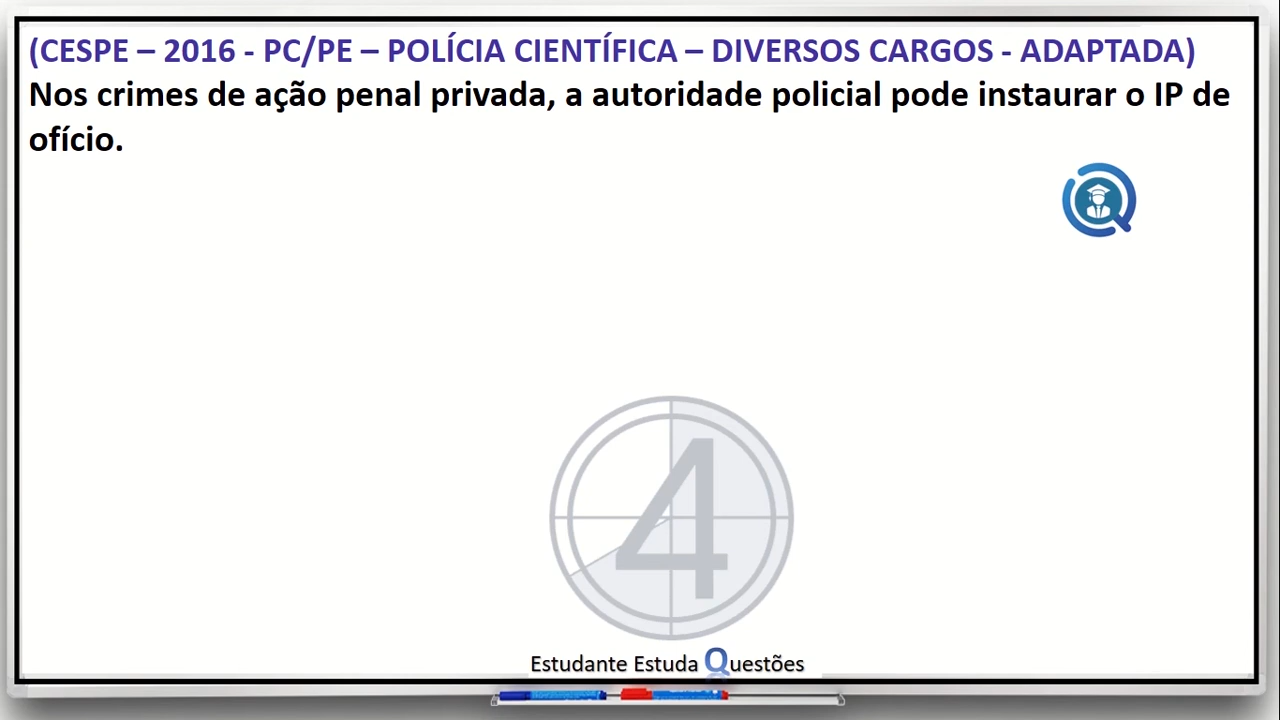 (CESPE – 2016 - PC/PE – POLÍCIA CIENTÍFICA – DIVERSOS CARGOS - ADAPTADA)
Nos crimes de ação penal privada, a autoridade policial pode instaurar o IP de
ofício.
4
Estudante Estuda Questões